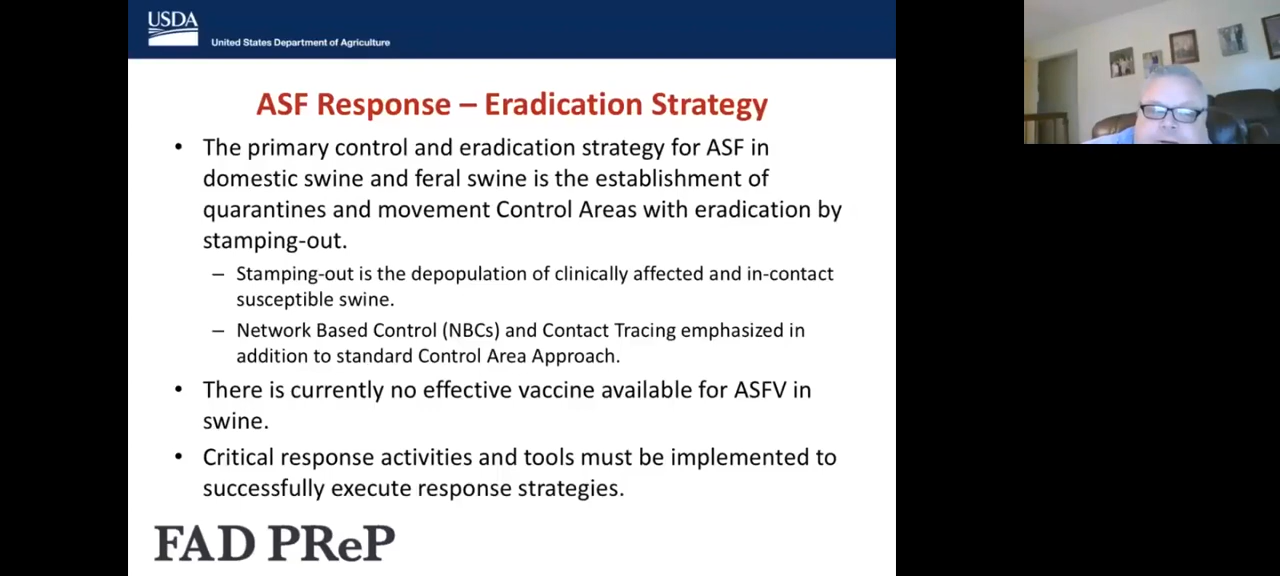 USDA
United States Department of Agriculture
ASF Response – Eradication Strategy
• The primary control and eradication strategy for ASF in
domestic swine and feral swine is the establishment of
quarantines and movement Control Areas with eradication by
stamping-out.
– Stamping-out is the depopulation of clinically affected and in-contact
susceptible swine.
– Network Based Control (NBCs) and Contact Tracing emphasized in
addition to standard Control Area Approach.
• There is currently no effective vaccine available for ASFV in
swine.
• Critical response activities and tools must be implemented to
successfully execute response strategies.
FAD PReP